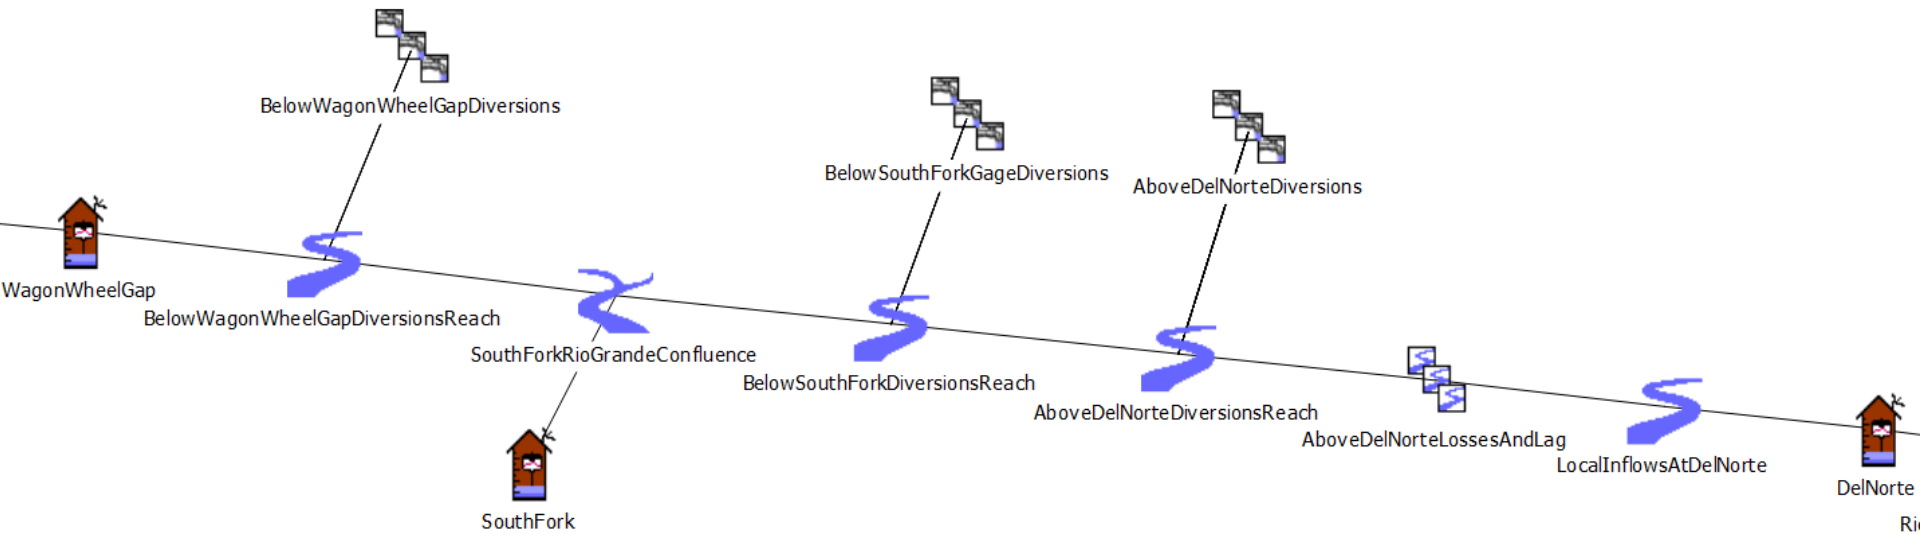 BelowWagonWheelGapDiversions
BelowSouthForkGageDiversions
AboveDelNorteDiversions
WagonWheelGap
BelowWagonWheelGapDiversionsReach
SouthForkRioGrandeConfluence
BelowSouthForkDiversionsReach
AboveDelNorteDiversionsReach
AboveDelNorteLossesAndLag
LocalInflowsAtDelNorte
DelNorte
SouthFork